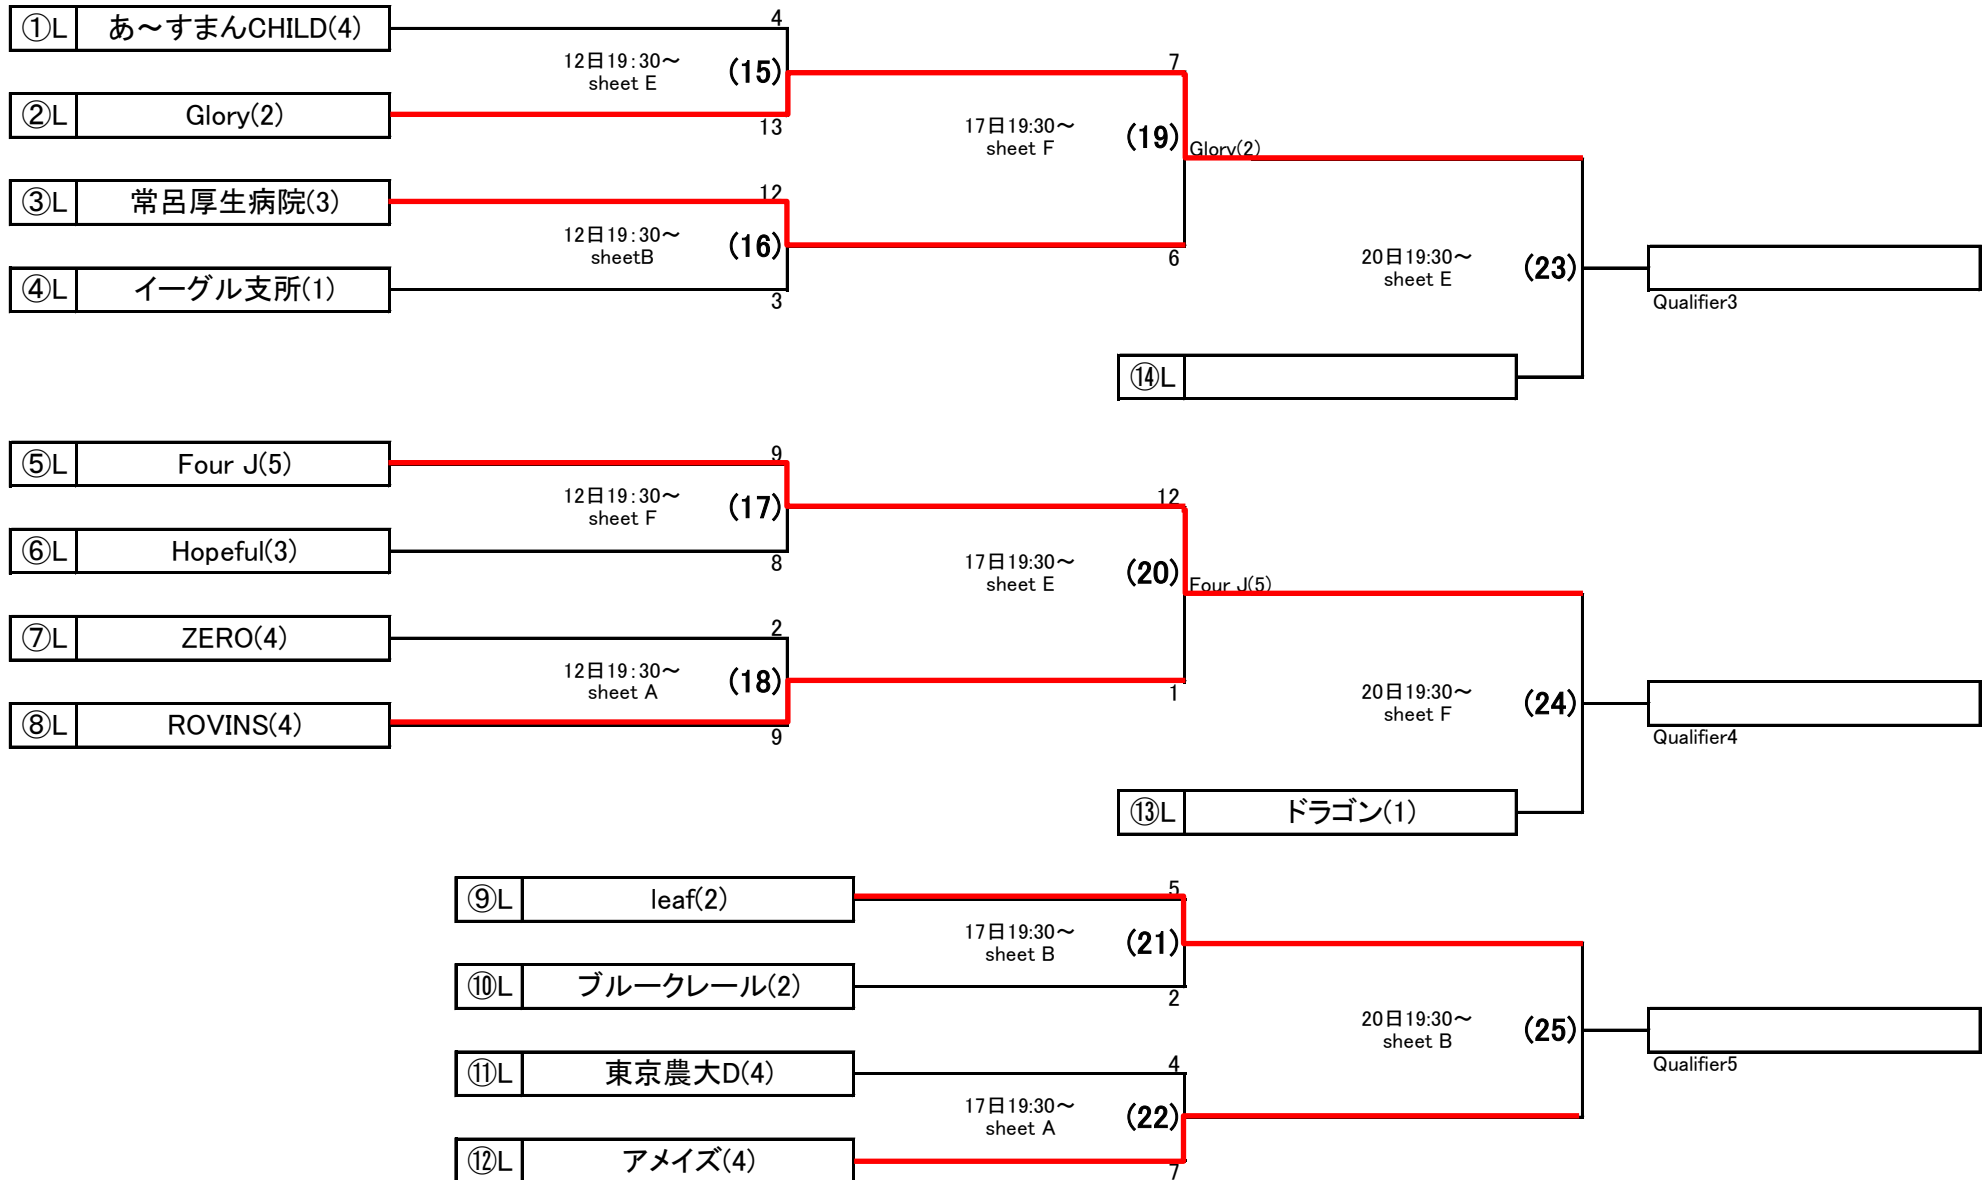 ①L あ～すまんCHILD(4)
4
12日19:30～
sheet E
(15)
②L Glory(2)
13
7
17日19:30～
sheet F
(19)
Glory(2)
③L 常呂厚生病院(3)
12
12日19:30～
sheetB
(16)
④L イーグル支所(1)
3
6
20日19:30～
sheet E
(23)
Qualifier3
⑭L
⑤L Four J(5)
9
12日19:30～
sheet F
(17)
⑥L Hopeful(3)
8
12
17日19:30～
sheet E
(20)
Four J(5)
⑦L ZERO(4)
2
12日19:30～
sheet A
(18)
⑧L ROVINS(4)
9
1
20日19:30～
sheet F
(24)
Qualifier4
⑬L ドラゴン(1)
⑨L leaf(2)
5
17日19:30～
sheet B
(21)
⑩L ブルークレール(2)
2
20日19:30～
sheet B
(25)
Qualifier5
⑪L 東京農大D(4)
4
17日19:30～
sheet A
(22)
⑫L アメイズ(4)
7